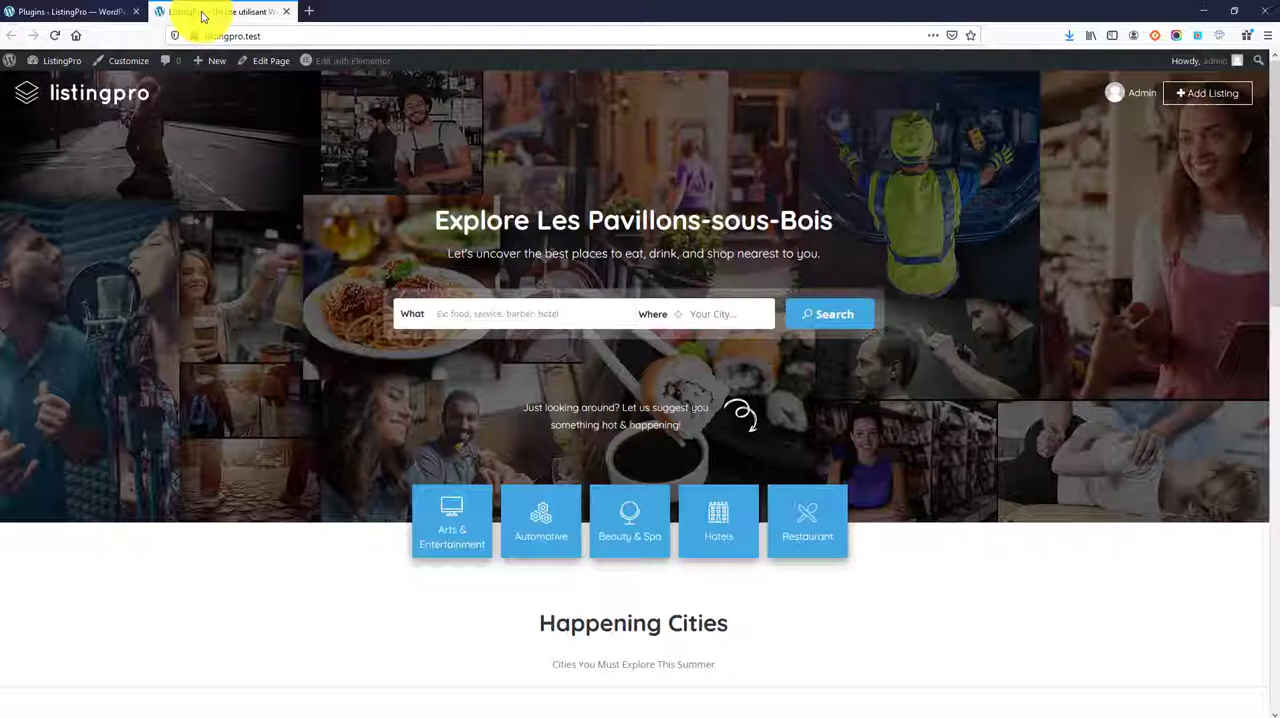 Plugins ‹ ListingPro — WordP
listingpro.test
ListingPro
Customize
0
New
Edit Page
Edit with Elementor
Howdy, admin
listingpro
Admin
Add Listing
Explore Les Pavillons-sous-Bois
Let's uncover the best places to eat, drink, and shop nearest to you.
What
Ex: food, service, barber, hotel
Where
Your City...
Search
Just looking around? Let us suggest you
something hot & happening!
Arts &
Entertainment
Automotive
Beauty & Spa
Hotels
Restaurant
Happening Cities
Cities You Must Explore This Summer